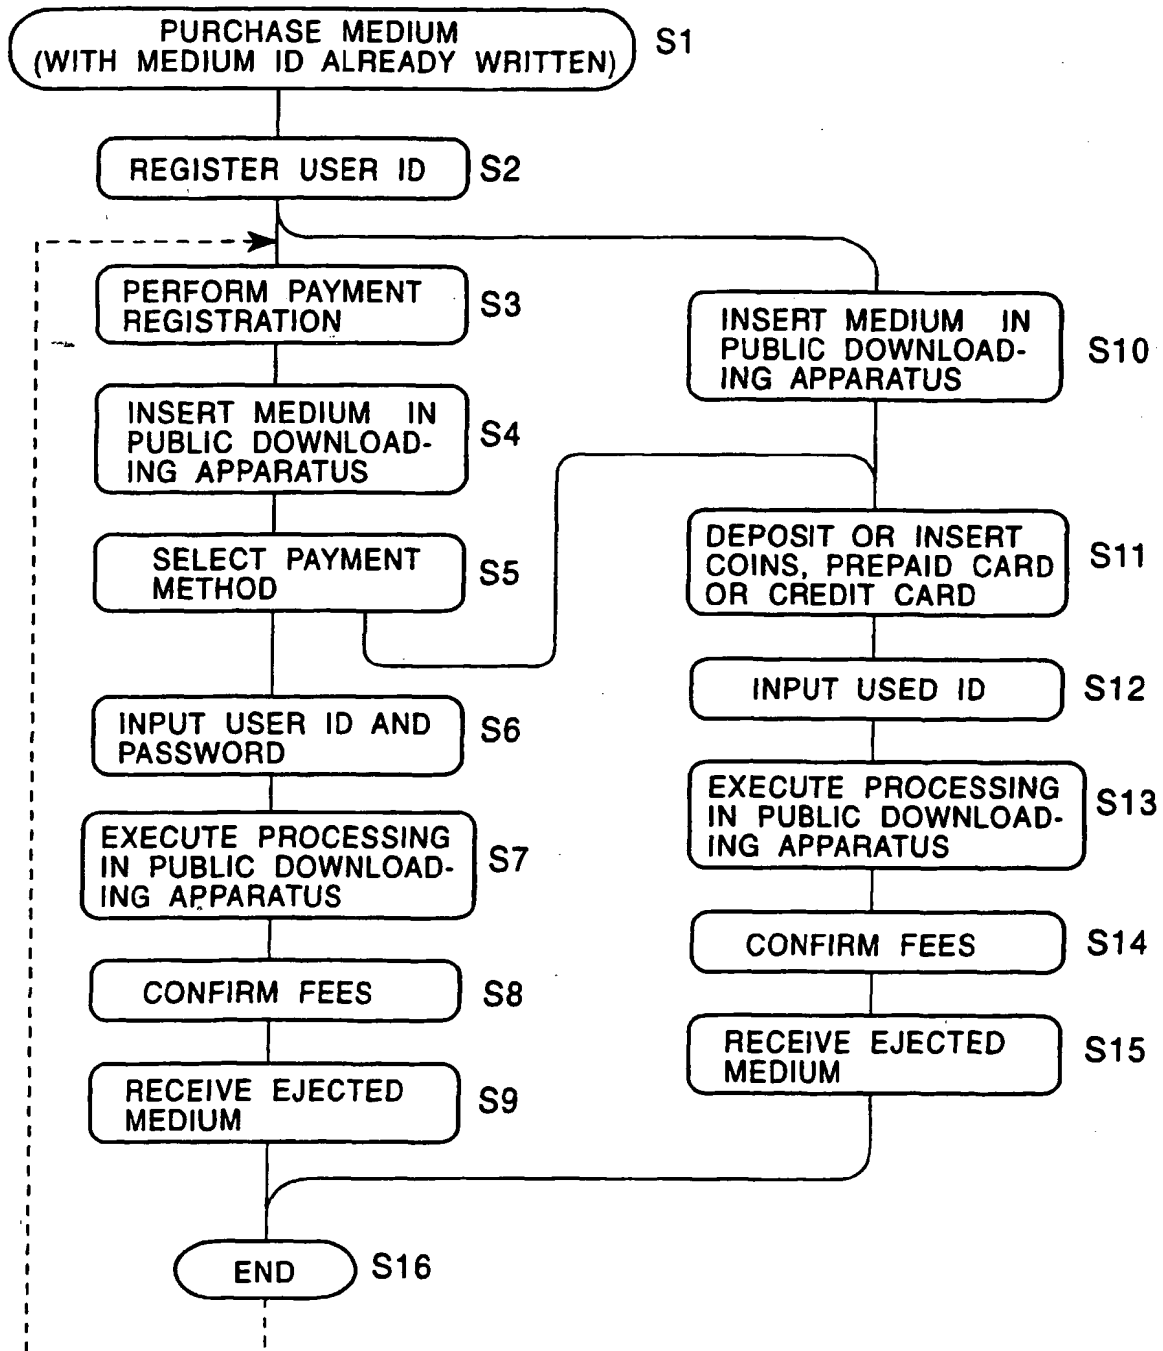 PURCHASE MEDIUM
(WITH MEDIUM ID ALREADY WRITTEN)
S1
REGISTER USER ID
S2
PERFORM PAYMENT
REGISTRATION
S3
INSERT MEDIUM IN
PUBLIC DOWNLOAD-
ING APPARATUS
S4
SELECT PAYMENT
METHOD
S5
INPUT USER ID AND
PASSWORD
S6
EXECUTE PROCESSING
IN PUBLIC DOWNLOAD-
ING APPARATUS
S7
CONFIRM FEES
S8
RECEIVE EJECTED
MEDIUM
S9
INSERT MEDIUM IN
PUBLIC DOWNLOAD-
ING APPARATUS
S10
DEPOSIT OR INSERT
COINS, PREPAID CARD
OR CREDIT CARD
S11
INPUT USED ID
S12
EXECUTE PROCESSING
IN PUBLIC DOWNLOAD-
ING APPARATUS
S13
CONFIRM FEES
S14
RECEIVE EJECTED
MEDIUM
S15
END
S16